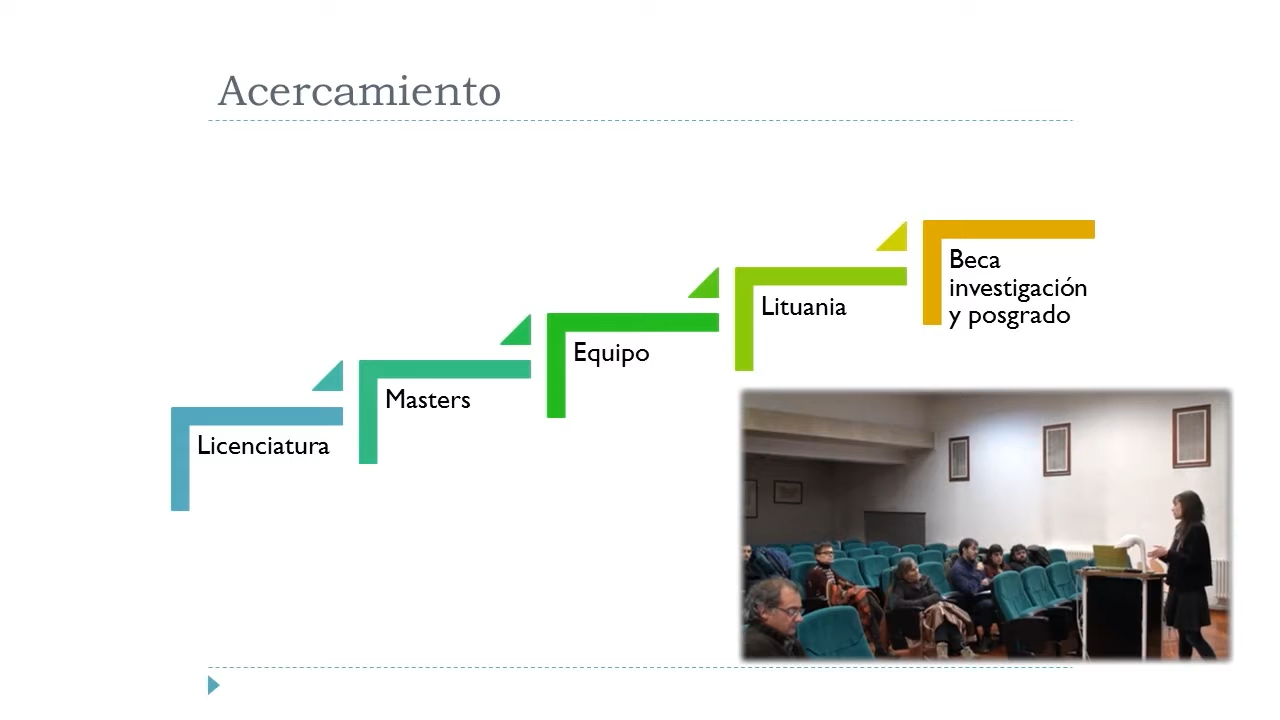 Acercamiento
Licenciatura
Masters
Equipo
Lituania
Beca
investigación
y posgrado